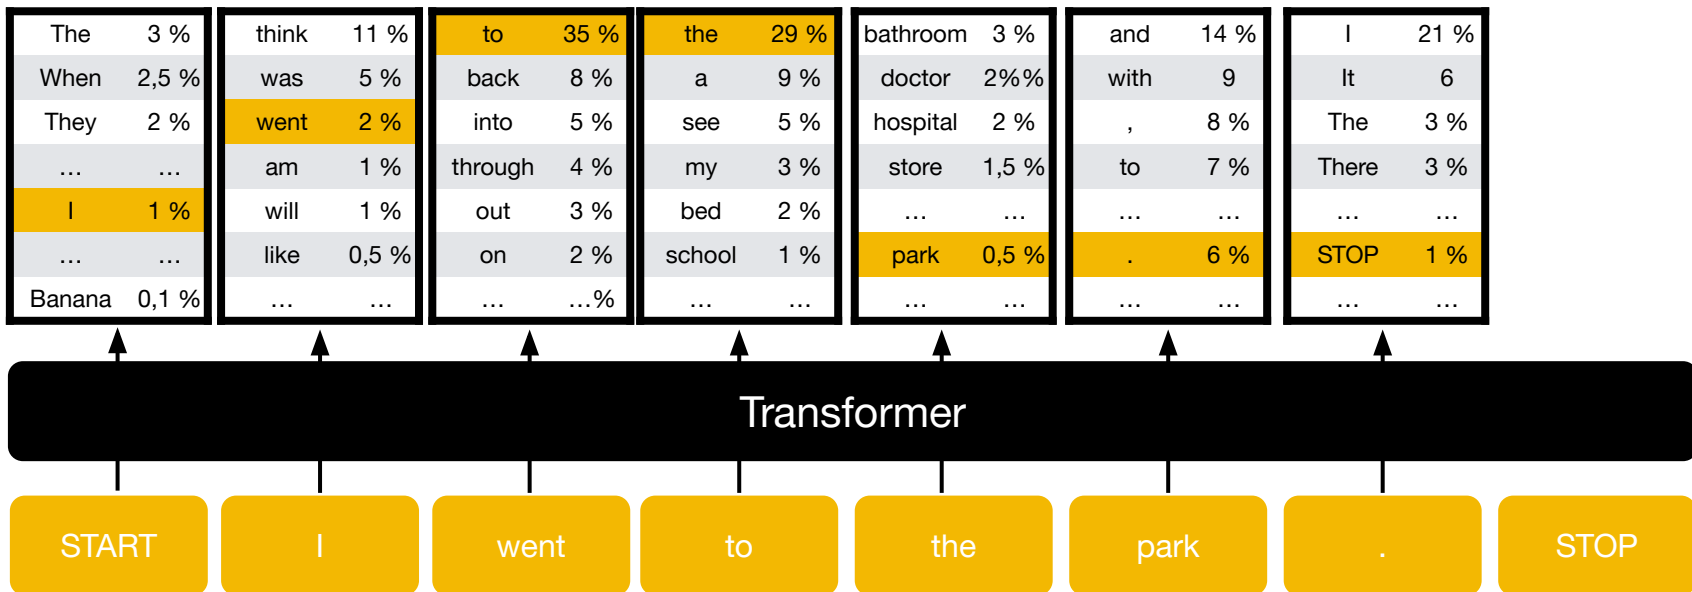 The 3 % think 11 % to 35 % the 29 % bathroom 3 % and 14 % I 21 %
When 2,5 % was 5 % back 8 % a 9 % doctor 2%% with 9 It 6
They 2 % went 2 % into 5 % see 5 % hospital 2 % , 8 % The 3 %
... ... am 1 % through 4 % my 3 % store 1,5 % to 7 % There 3 %
I 1 % will 1 % out 3 % bed 2 % ... ... ... ... ... ...
... ... like 0,5 % on 2 % school 1 % park 0,5 % . 6 % STOP 1 %
Banana 0,1 % ... ... ... ...% ... ... ... ... ... ... ... ...
Transformer
START I went to the park . STOP